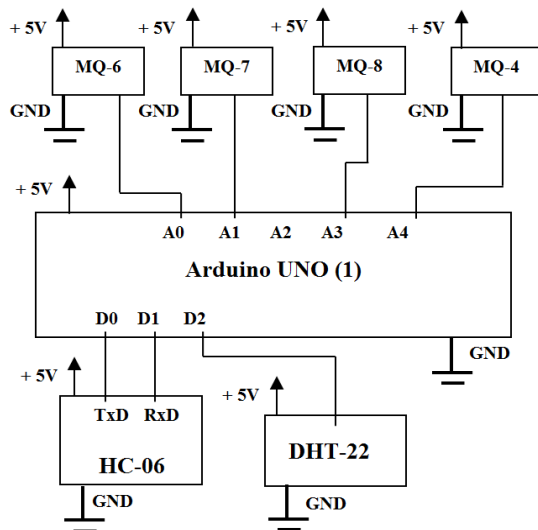 + 5V + 5V + 5V + 5V
MQ-6 MQ-7 MQ-8 MQ-4
GND GND GND GND
+ 5V
A0 A1 A2 A3 A4
Arduino UNO (1)
D0 D1 D2
GND
+ 5V
+ 5V
TxD RxD
HC-06
DHT-22
GND
GND